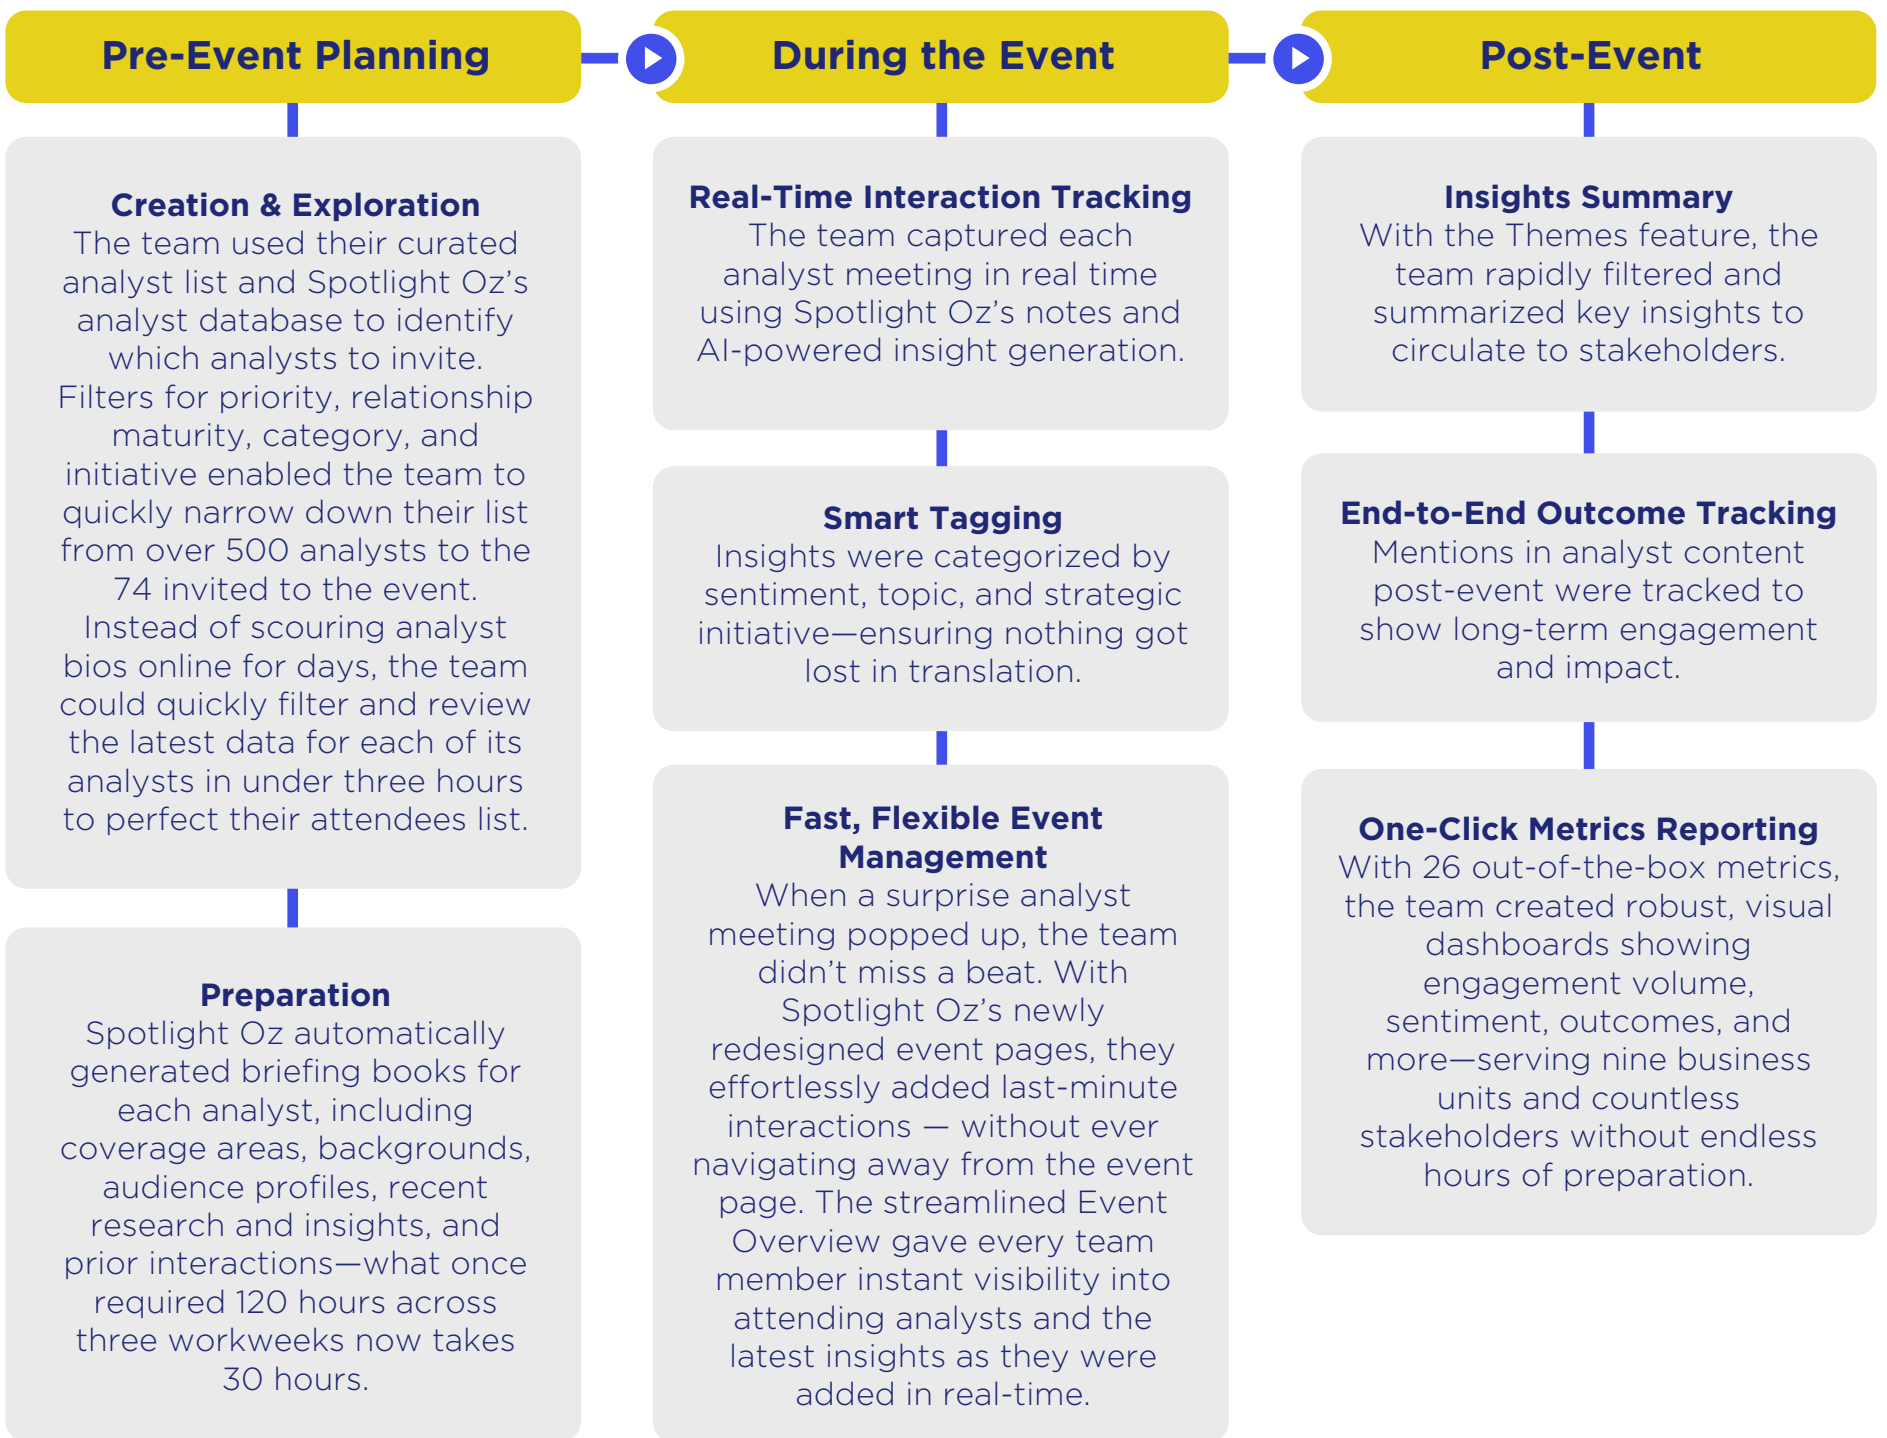 Pre-Event Planning
Creation & Exploration
The team used their curated
analyst list and Spotlight Oz’s
analyst database to identify
which analysts to invite.
Filters for priority, relationship
maturity, category, and
initiative enabled the team to
quickly narrow down their list
from over 500 analysts to the
74 invited to the event.
Instead of scouring analyst
bios online for days, the team
could quickly filter and review
the latest data for each of its
analysts in under three hours
to perfect their attendees list.
Preparation
Spotlight Oz automatically
generated briefing books for
each analyst, including
coverage areas, backgrounds,
audience profiles, recent
research and insights, and
prior interactions—what once
required 120 hours across
three workweeks now takes
30 hours.
During the Event
Real-Time Interaction Tracking
The team captured each
analyst meeting in real time
using Spotlight Oz’s notes and
AI-powered insight generation.
Smart Tagging
Insights were categorized by
sentiment, topic, and strategic
initiative—ensuring nothing got
lost in translation.
Fast, Flexible Event
Management
When a surprise analyst
meeting popped up, the team
didn’t miss a beat. With
Spotlight Oz’s newly
redesigned event pages, they
effortlessly added last-minute
interactions — without ever
navigating away from the event
page. The streamlined Event
Overview gave every team
member instant visibility into
attending analysts and the
latest insights as they were
added in real-time.
Post-Event
Insights Summary
With the Themes feature, the
team rapidly filtered and
summarized key insights to
circulate to stakeholders.
End-to-End Outcome Tracking
Mentions in analyst content
post-event were tracked to
show long-term engagement
and impact.
One-Click Metrics Reporting
With 26 out-of-the-box metrics,
the team created robust, visual
dashboards showing
engagement volume,
sentiment, outcomes, and
more—serving nine business
units and countless
stakeholders without endless
hours of preparation.